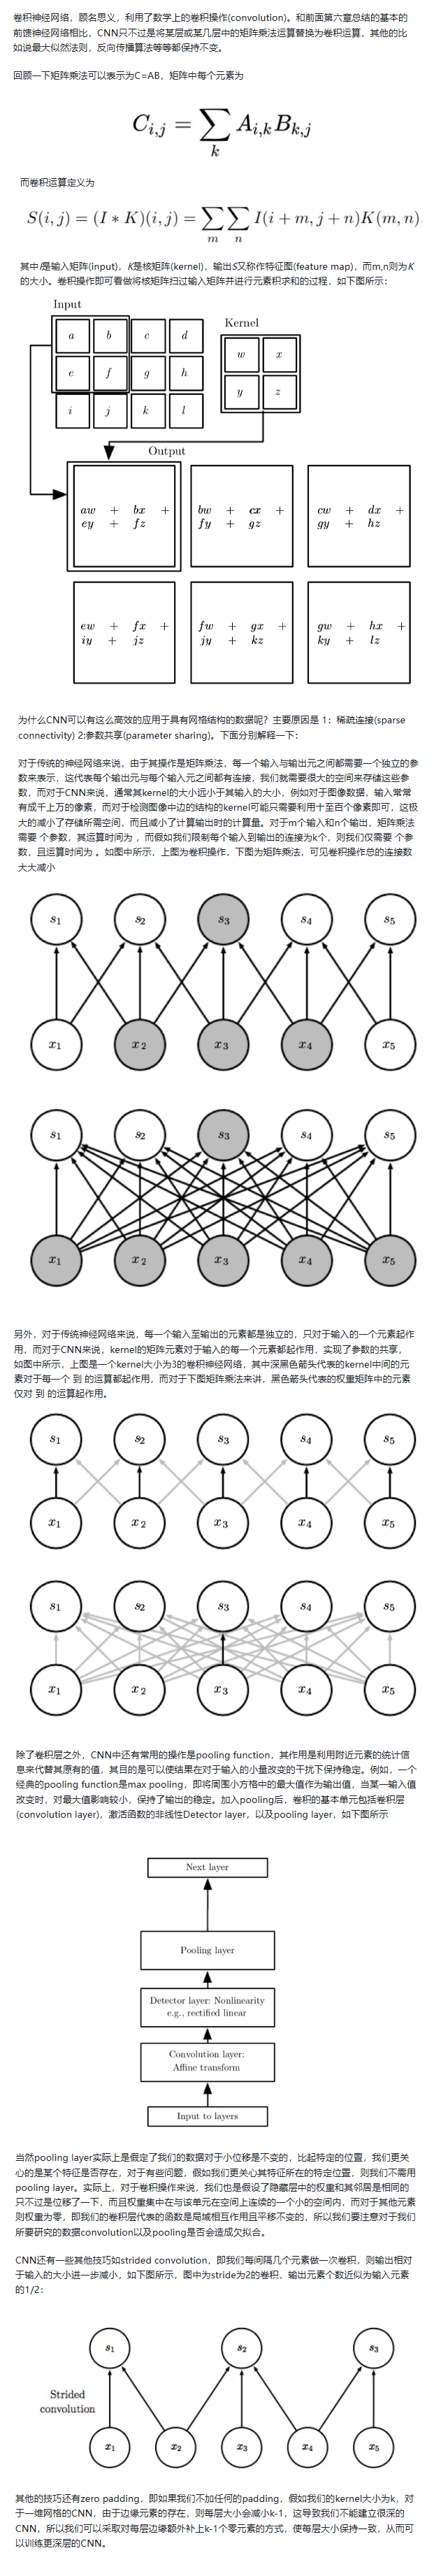 卷积神经网络，顾名思义，利用了数学上的卷积操作(convolution)。和前面第六章总结的基本的
前馈神经网络相比，CNN只不过是将某层或某几层中的矩阵乘法运算替换为卷积运算，其他的比
如说最大似然法则，反向传播算法等等都保持不变。
回顾一下矩阵乘法可以表示为C=AB，矩阵中每个元素为
C_{i,j} = \sum_k A_{i,k} B_{k,j}
而卷积运算定义为
S(i,j) = (I * K)(i,j) = \sum_m \sum_n I(i+m, j+n)K(m,n).
其中I是输入矩阵(input)，K是核矩阵(kernel)，输出S又称作特征图(feature map)，而m,n则为K
的大小。卷积操作即可看做将核矩阵扫过输入矩阵并进行元素积求和的过程，如下图所示：
Input
a b c d
e f g h
i j k l
Kernel
w x
y z
Output
aw + bx +
ey + fz
bw + cx +
fy + gz
cw + dx +
gy + hz
ew + fx +
iy + jz
fw + gx +
jy + kz
gw + hx +
ky + lz
为什么CNN可以有这么高效的应用于具有网格结构的数据呢？主要原因是 1：稀疏连接(sparse
connectivity) 2:参数共享(parameter sharing)。下面分别解释一下：
对于传统的神经网络来说，由于其操作是矩阵乘法，每一个输入与输出元之间都需要一个独立的参
数来表示，这代表每个输出元与每个输入元之间都有连接，我们就需要很大的空间来存储这些参
数，而对于CNN来说，通常其kernel的大小远小于其输入的大小，例如对于图像数据，输入常常
有成千上万的像素，而对于检测图像中边的结构的kernel可能只需要利用十至百个像素即可，这极
大的减小了存储所需空间，而且减小了计算输出时的计算量。对于m个输入和n个输出，矩阵乘法
需要 个参数，其运算时间为 ，而假如我们限制每个输入到输出的连接为k个，则我们仅需要 个参
数，且运算时间为 。如图中所示，上图为卷积操作，下图为矩阵乘法，可见卷积操作总的连接数
大大减小
s1 s2 s3 s4 s5
x1 x2 x3 x4 x5
s1 s2 s3 s4 s5
x1 x2 x3 x4 x5
另外，对于传统神经网络来说，每一个输入至输出的元素都是独立的，只对于输入的一个元素起作
用，而对于CNN来说，kernel的矩阵元素对于输入的每一个元素都起作用，实现了参数的共享，
如图中所示，上图是一个kernel大小为3的卷积神经网络，其中深黑色箭头代表的kernel中间的元
素对于每一个 到 的运算都起作用，而对于下图矩阵乘法来讲，黑色箭头代表的权重矩阵中的元素
仅对 到 的运算起作用。
s1 s2 s3 s4 s5
x1 x2 x3 x4 x5
s1 s2 s3 s4 s5
x1 x2 x3 x4 x5
除了卷积层之外，CNN中还有常用的操作是pooling function，其作用是利用附近元素的统计信
息来代替其原有的值，其目的是可以使结果在对于输入的小量改变的干扰下保持稳定。例如，一个
经典的pooling function是max pooling，即将周围小方格中的最大值作为输出值，当某一输入值
改变时，对最大值影响较小，保持了输出的稳定。加入pooling后，卷积的基本单元包括卷积层
(convolution layer)，激活函数的非线性Detector layer，以及pooling layer，如下图所示
Next layer
Pooling layer
Detector layer: Nonlinearity
e.g., rectified linear
Convolution layer:
Affine transform
Input to layers
当然pooling layer实际上是假定了我们的数据对于小位移是不变的，比起特定的位置，我们更关
心的是某个特征是否存在，对于有些问题，假如我们更关心其特征所在的特定位置，则我们不需用
pooling layer。实际上，对于卷积操作来说，我们也是假设了隐藏层中的权重和其邻居是相同的
只不过是位移了一下，而且权重集中在与该单元在空间上连续的一个小的空间内，而对于其他元素
则权重为零，即我们的卷积层代表的函数是局域相互作用且平移不变的，所以我们要注意对于我们
所要研究的数据convolution以及pooling是否会造成欠拟合。
CNN还有一些其他技巧如strided convolution，即我们每间隔几个元素做一次卷积，则输出相对
于输入的大小进一步减小，如下图所示，图中为stride为2的卷积，输出元素个数近似为输入元素
的1/2：
s1 s2 s3
Strided
convolution
x1 x2 x3 x4 x5
其他的技巧还有zero padding，即如果我们不加任何的padding，假如我们的kernel大小为k，对
于一维网格的CNN，由于边缘元素的存在，则每层大小会减小k-1，这导致我们不能建立很深的
CNN，所以我们可以采取对每层边缘额外补上k-1个零元素的方式，使每层大小保持一致，从而可
以训练更深层的CNN。